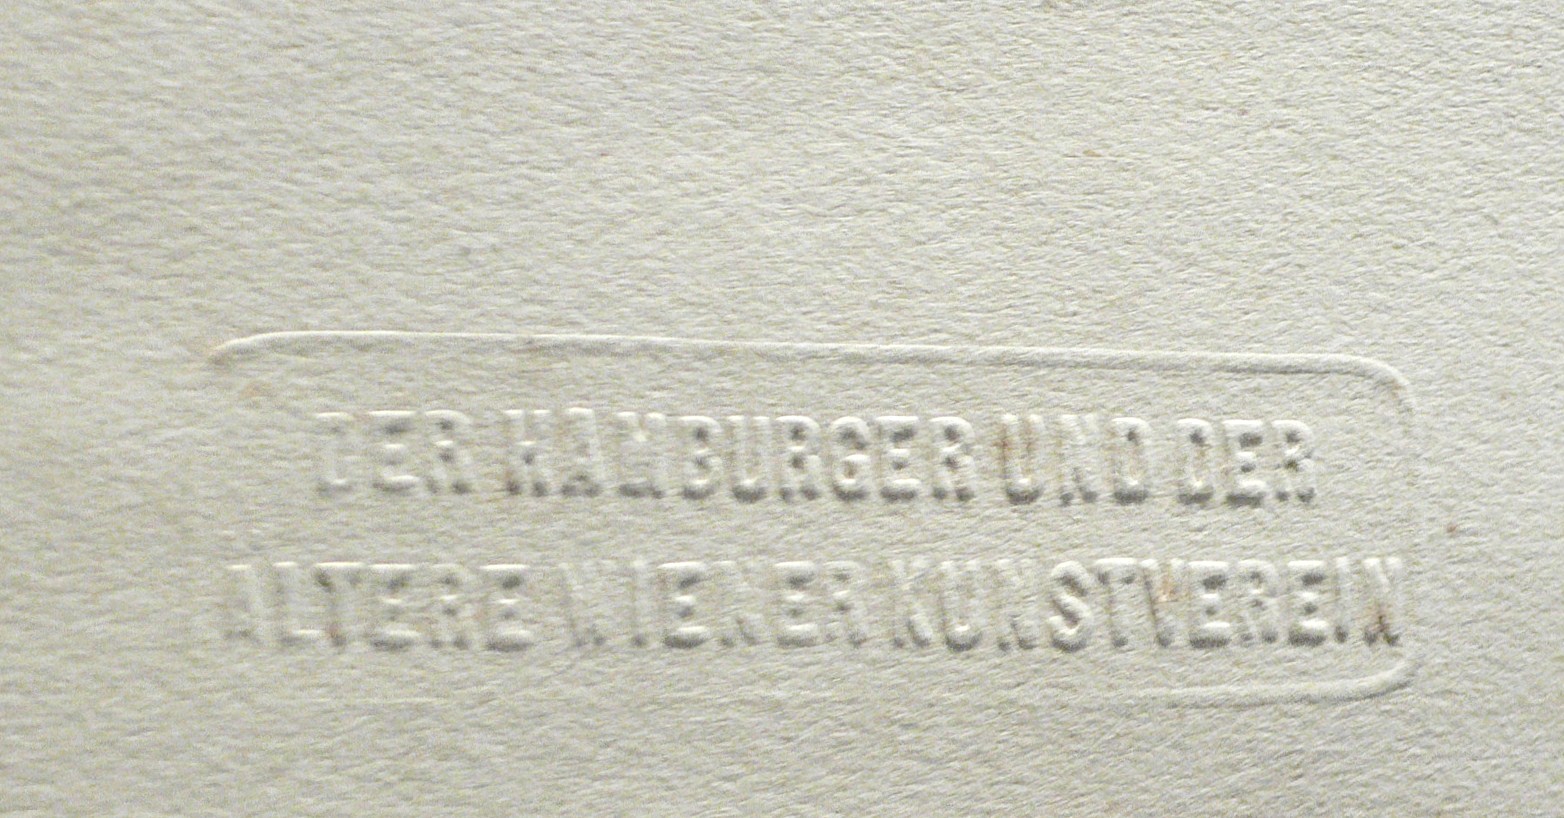 DER HAMBURGER UND DER
ÄLTERE WIENER KUNSTVEREIN